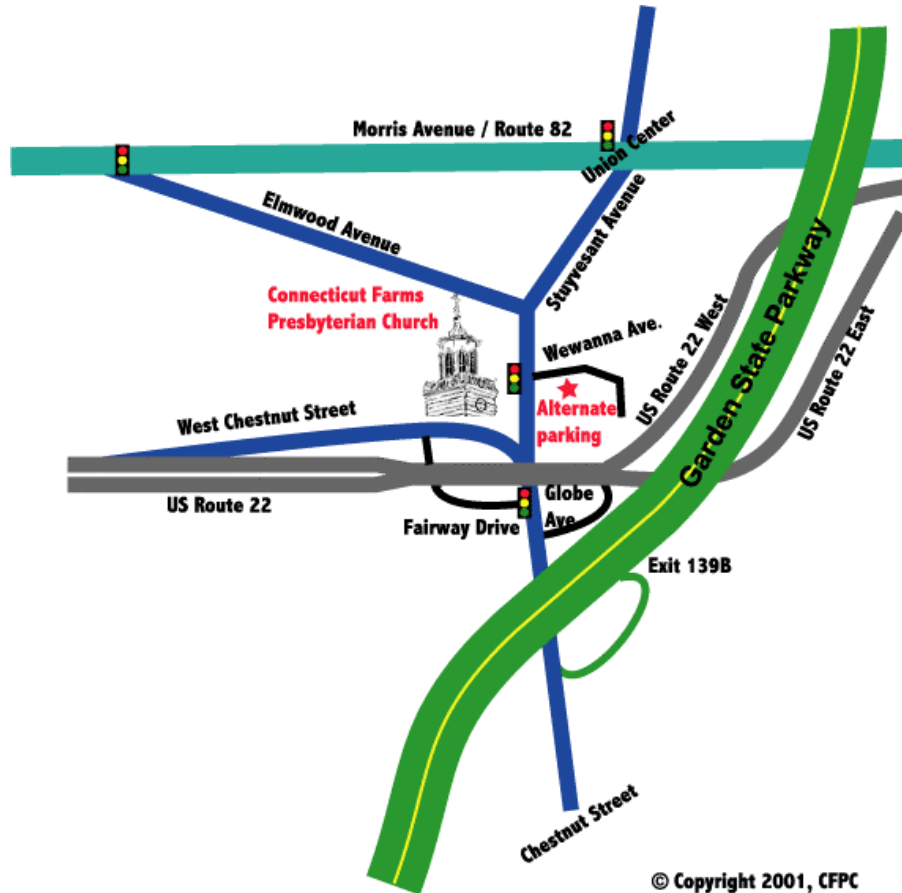 Morris Avenue / Route 82
Union Center
Elmwood Avenue
Stuyvesant Avenue
Connecticut Farms
Presbyterian Church
Wewanna Ave.
Alternate
parking
US Route 22 West
Garden State Parkway
US Route 22 East
West Chestnut Street
US Route 22
Globe
Ave
Fairway Drive
Exit 139B
Chestnut Street
© Copyright 2001, CFPC